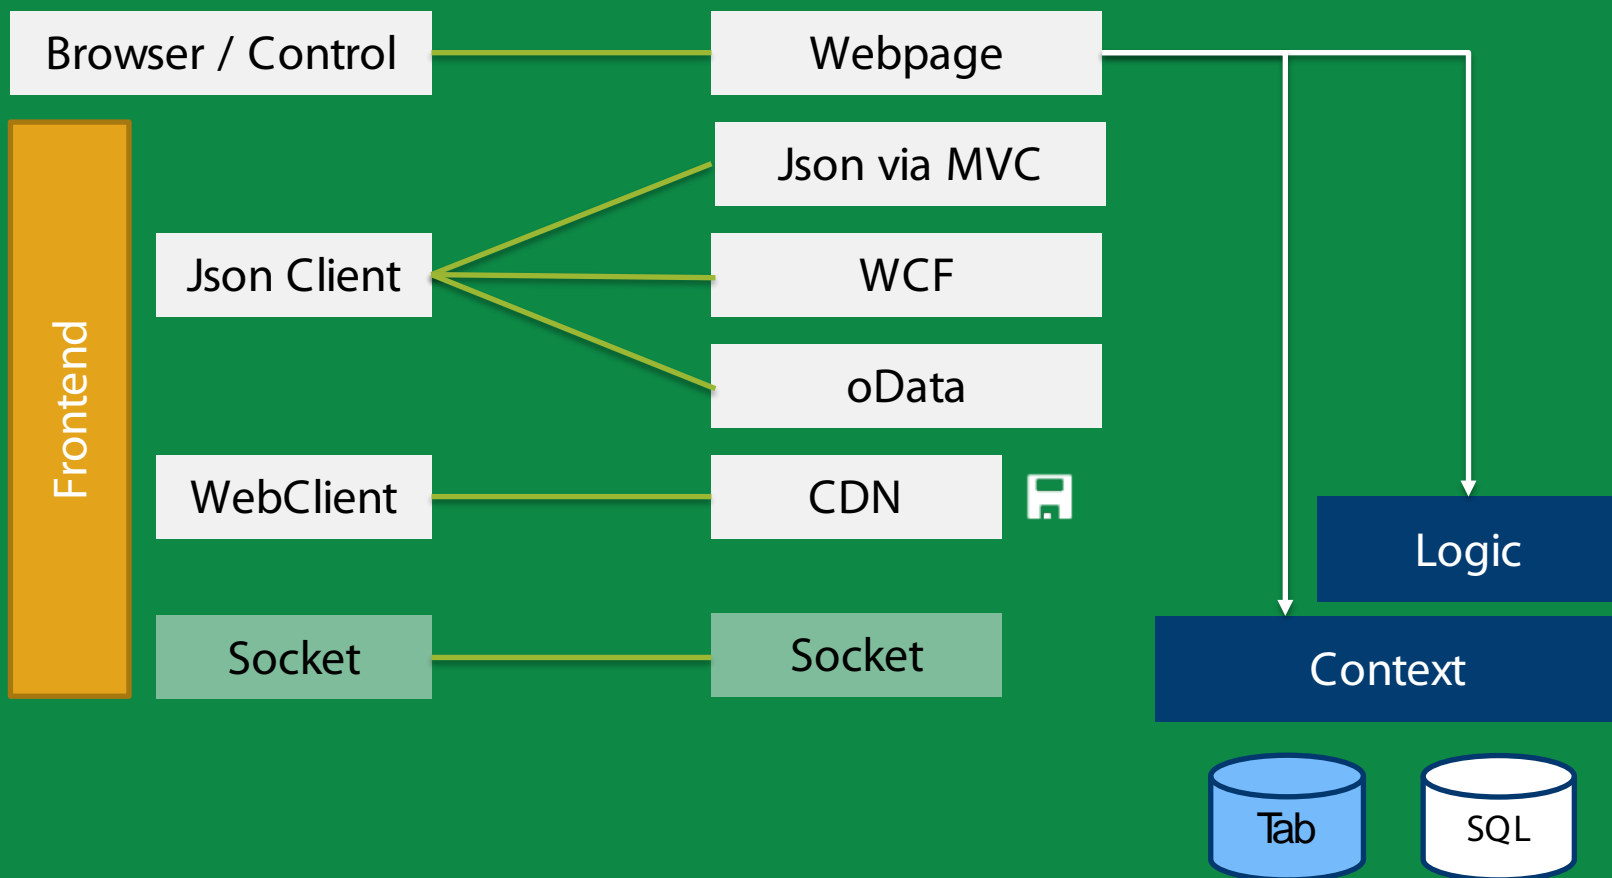 Browser / Control
Webpage
Json via MVC
Frontend
Json Client
WCF
oData
WebClient
CDN
Logic
Socket
Socket
Context
Tab
SQL